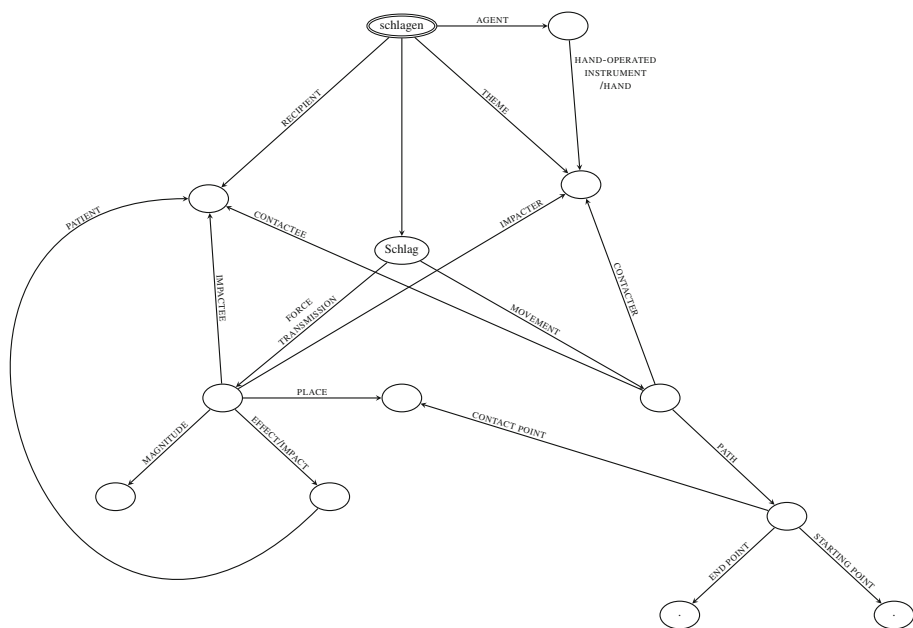 schlagen
AGENT
HAND-OPERATED
INSTRUMENT
/HAND
RECIPIENT
THEME
PATIENT
CONTACTEE
IMPACTER
Schlag
IMPACTEE
FORCE
TRANSMISSION
MOVEMENT
CONTACTER
PLACE
CONTACT POINT
MAGNITUDE
EFFECT/IMPACT
PATH
END POINT
STARTING POINT
.
.